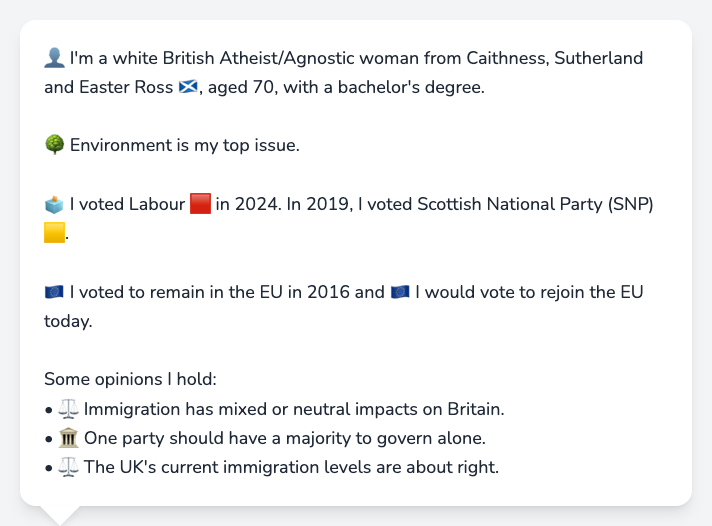 👤 I'm a white British Atheist/Agnostic woman from Caithness, Sutherland
and Easter Ross 🏴󠁧󠁢󠁳󠁣󠁴󠁿, aged 70, with a bachelor's degree.
🌳 Environment is my top issue.
🗳️ I voted Labour 🟥 in 2024. In 2019, I voted Scottish National Party (SNP)
🟨.
🇪🇺 I voted to remain in the EU in 2016 and 🇪🇺 I would vote to rejoin the EU
today.
Some opinions I hold:
• ⚖️ Immigration has mixed or neutral impacts on Britain.
• 🏛️ One party should have a majority to govern alone.
• ⚖️ The UK's current immigration levels are about right.